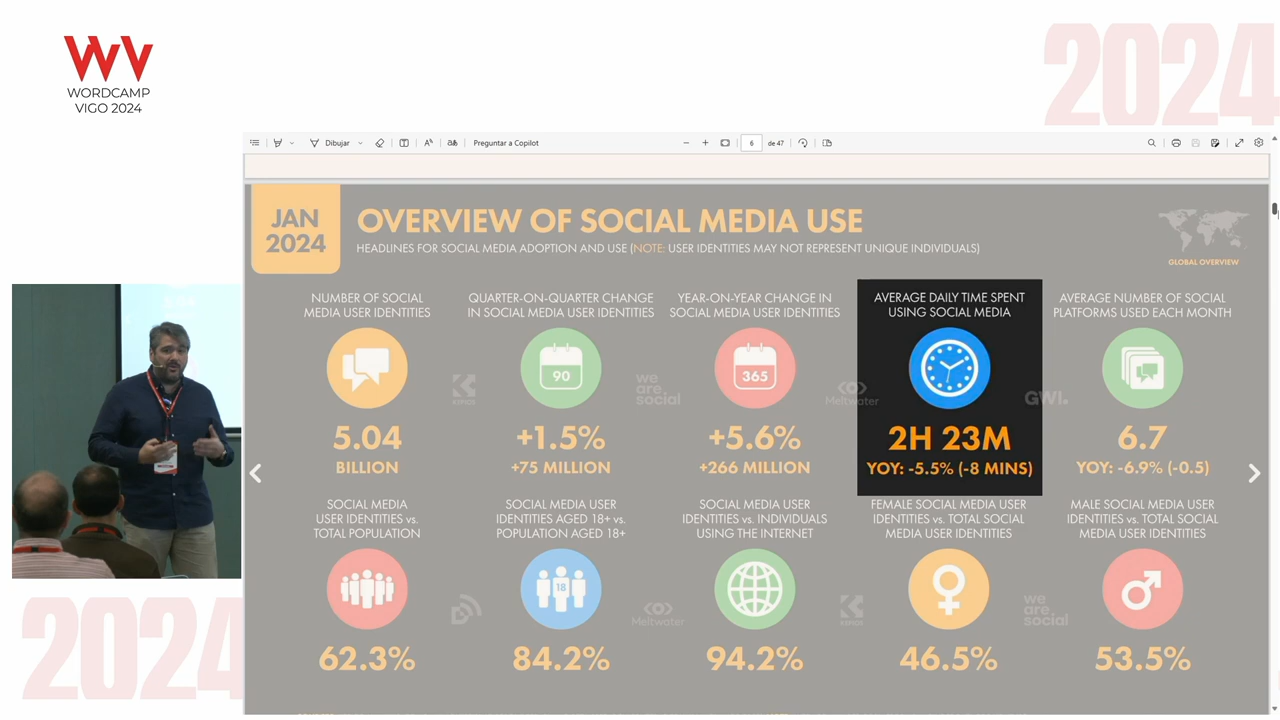 WORDCAMP
VIGO 2024
2024
Dibujar
aあ
Preguntar a Copilot
6
de 47
JAN
2024
OVERVIEW OF SOCIAL MEDIA USE
HEADLINES FOR SOCIAL MEDIA ADOPTION AND USE (NOTE: USER IDENTITIES MAY NOT REPRESENT UNIQUE INDIVIDUALS)
GLOBAL OVERVIEW
NUMBER OF SOCIAL
MEDIA USER IDENTITIES
5.04
BILLION
QUARTER-ON-QUARTER CHANGE
IN SOCIAL MEDIA USER IDENTITIES
90
+1.5%
+75 MILLION
YEAR-ON-YEAR CHANGE IN
SOCIAL MEDIA USER IDENTITIES
365
+5.6%
+266 MILLION
AVERAGE DAILY TIME SPENT
USING SOCIAL MEDIA
2H 23M
YOY: -5.5% (-8 MINS)
AVERAGE NUMBER OF SOCIAL
PLATFORMS USED EACH MONTH
6.7
YOY: -6.9% (-0.5)
KEPIOS
we
are.
social
Meltwater
GWI.
SOCIAL MEDIA
USER IDENTITIES vs.
TOTAL POPULATION
62.3%
SOCIAL MEDIA USER
IDENTITIES AGED 18+ vs.
POPULATION AGED 18+
18
84.2%
SOCIAL MEDIA USER
IDENTITIES vs. INDIVIDUALS
USING THE INTERNET
94.2%
FEMALE SOCIAL MEDIA USER
IDENTITIES vs. TOTAL SOCIAL
MEDIA USER IDENTITIES
46.5%
MALE SOCIAL MEDIA USER
IDENTITIES vs. TOTAL SOCIAL
MEDIA USER IDENTITIES
53.5%
Meltwater
KEPIOS
we
are.
social
2024